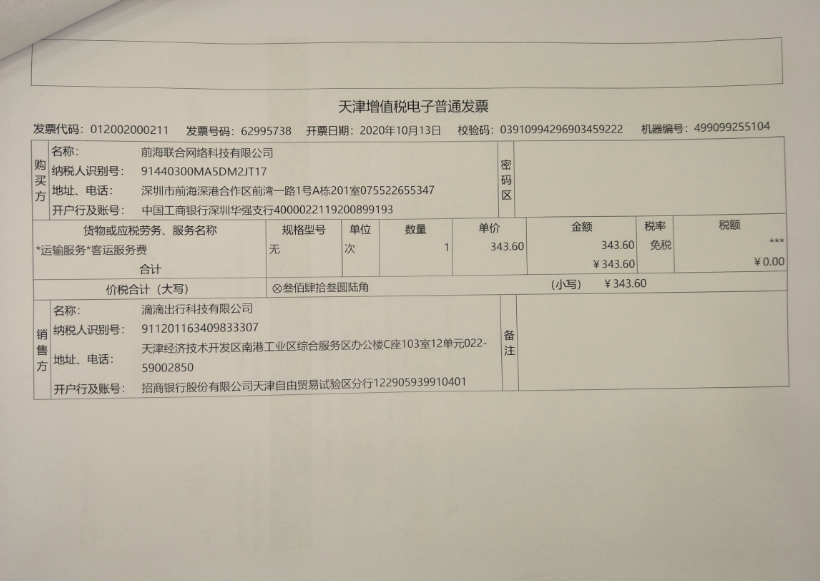 天津增值税电子普通发票
发票代码：012002000211 发票号码：62995738 开票日期：2020年10月13日 校验码：03910994296903459222 机器编号：499099255104
购买方
名称： 前海联合网络科技有限公司
纳税人识别号： 91440300MA5DM2JT17
地址、电话： 深圳市前海深港合作区前湾一路1号A栋201室075522655347
开户行及账号： 中国工商银行深圳华强支行4000022119200899193
密码区
货物或应税劳务、服务名称 规格型号 单位 数量 单价 金额 税率 税额
*运输服务*客运服务费 无 次 1 343.60 343.60 免税 ***
合计 ¥343.60 ¥0.00
价税合计（大写） ⊗叁佰肆拾叁圆陆角 （小写） ¥343.60
销售方
名称： 滴滴出行科技有限公司
纳税人识别号： 911201163409833307
地址、电话： 天津经济技术开发区南港工业区综合服务区办公楼C座103室12单元022-
59002850
开户行及账号： 招商银行股份有限公司天津自由贸易试验区分行122905939910401
备注